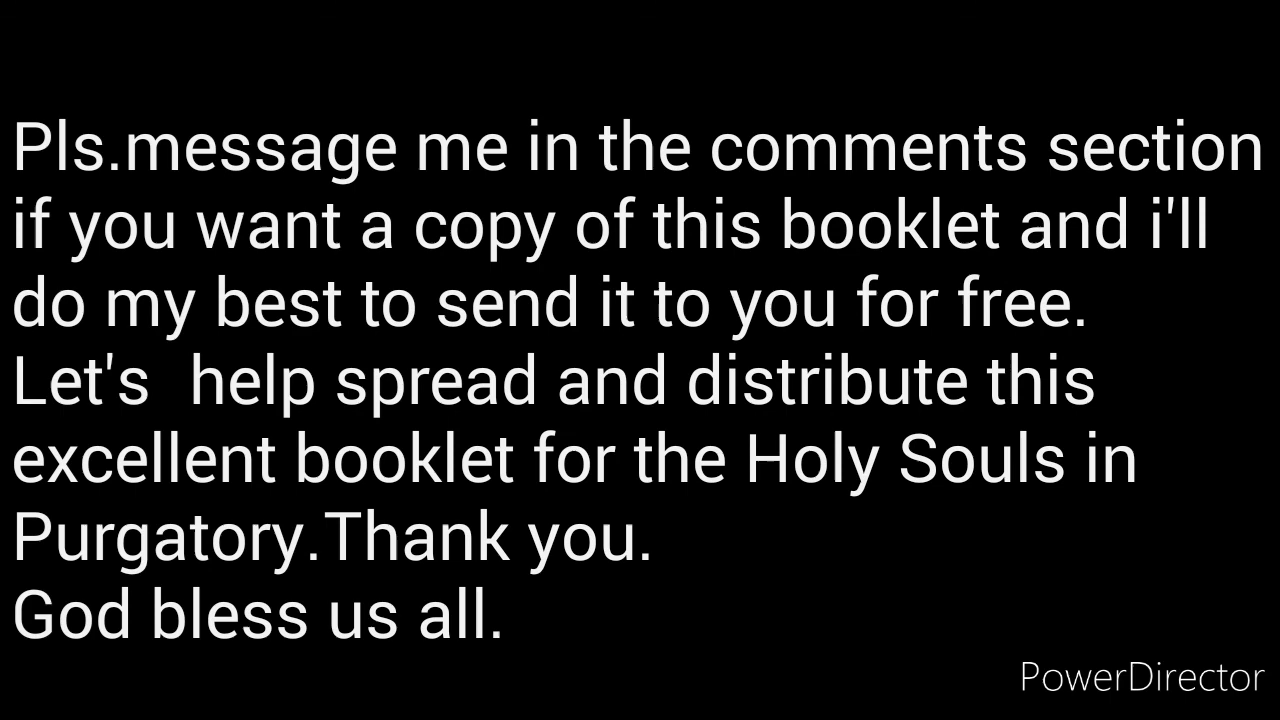 Pls.message me in the comments section
if you want a copy of this booklet and i'll
do my best to send it to you for free.
Let's  help spread and distribute this
excellent booklet for the Holy Souls in
Purgatory.Thank you.
God bless us all.
PowerDirector